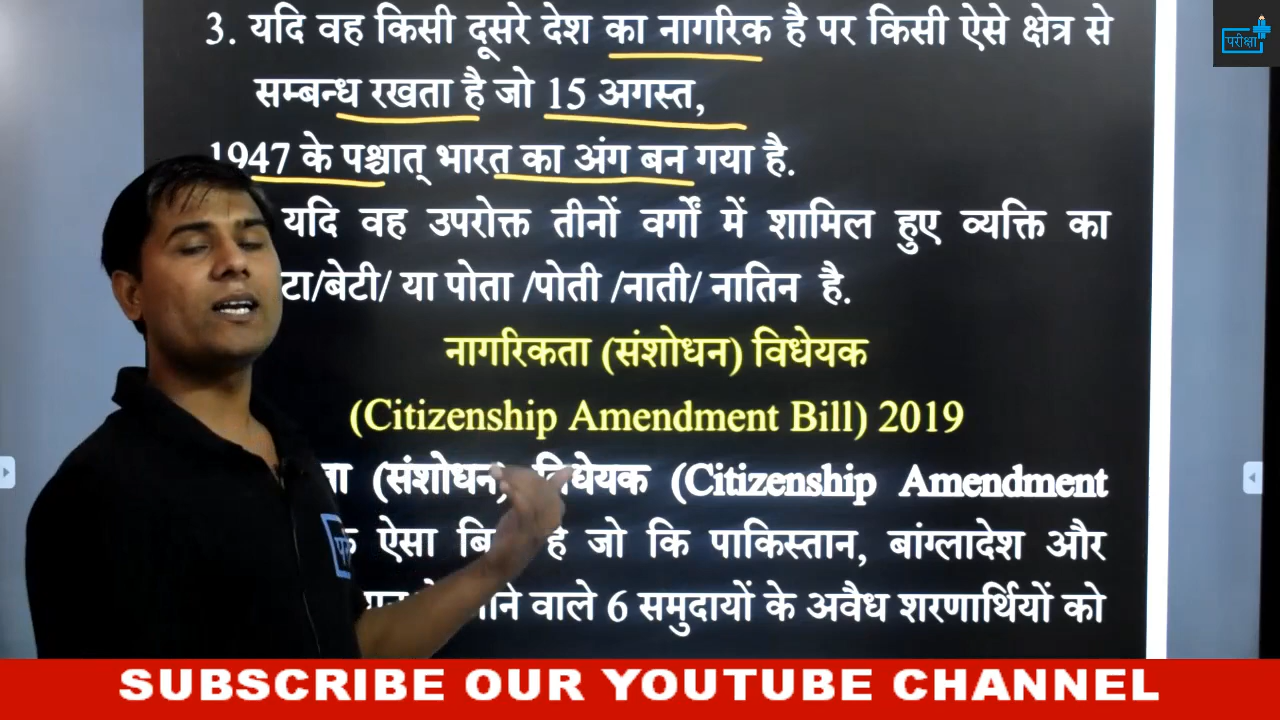 3. यदि वह किसी दूसरे देश का नागरिक है पर किसी ऐसे क्षेत्र से
सम्बन्ध रखता है जो 15 अगस्त,
1947 के पश्चात् भारत का अंग बन गया है.
यदि वह उपरोक्त तीनों वर्गों में शामिल हुए व्यक्ति का
/बेटी/ या पोता /पोती /नाती/ नातिन है.
नागरिकता (संशोधन) विधेयक
(Citizenship Amendment Bill) 2019
(संशोधन) विधेयक (Citizenship Amendment
ऐसा है जो कि पाकिस्तान, बांग्लादेश और
वाले 6 समुदायों के अवैध शरणार्थियों को
परीक्षा
SUBSCRIBE OUR YOUTUBE CHANNEL